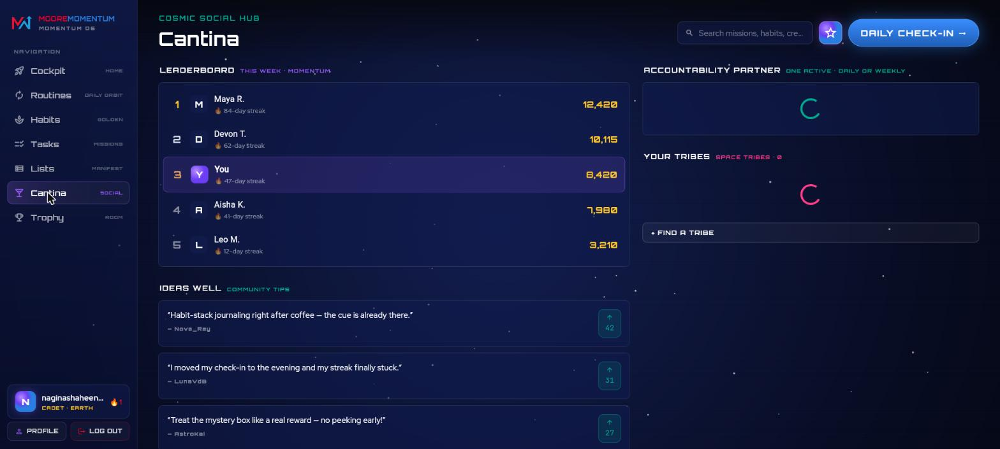 MOOREMOMENTUM
MOMENTUM OS
NAVIGATION
Cockpit HOME
Routines DAILY ORBIT
Habits GOLDEN
Tasks MISSIONS
Lists MANIFEST
Cantina SOCIAL
Trophy ROOM
N
naginashaheen...
CADET · EARTH
🔥1
PROFILE
LOG OUT
COSMIC SOCIAL HUB
Cantina
Search missions, habits, cre...
DAILY CHECK-IN →
LEADERBOARD THIS WEEK · MOMENTUM
1 M Maya R. 12,420
🔥 84-day streak
2 D Devon T. 10,115
🔥 62-day streak
3 Y You 8,420
🔥 47-day streak
4 A Aisha K. 7,980
🔥 41-day streak
5 L Leo M. 3,210
🔥 12-day streak
IDEAS WELL COMMUNITY TIPS
“Habit-stack journaling right after coffee — the cue is already there.”
— Nova_Rey
↑
42
“I moved my check-in to the evening and my streak finally stuck.”
— LunaVdB
↑
31
“Treat the mystery box like a real reward — no peeking early!”
— AstroKai
↑
27
ACCOUNTABILITY PARTNER ONE ACTIVE · DAILY OR WEEKLY
YOUR TRIBES SPACE TRIBES · 0
+ FIND A TRIBE